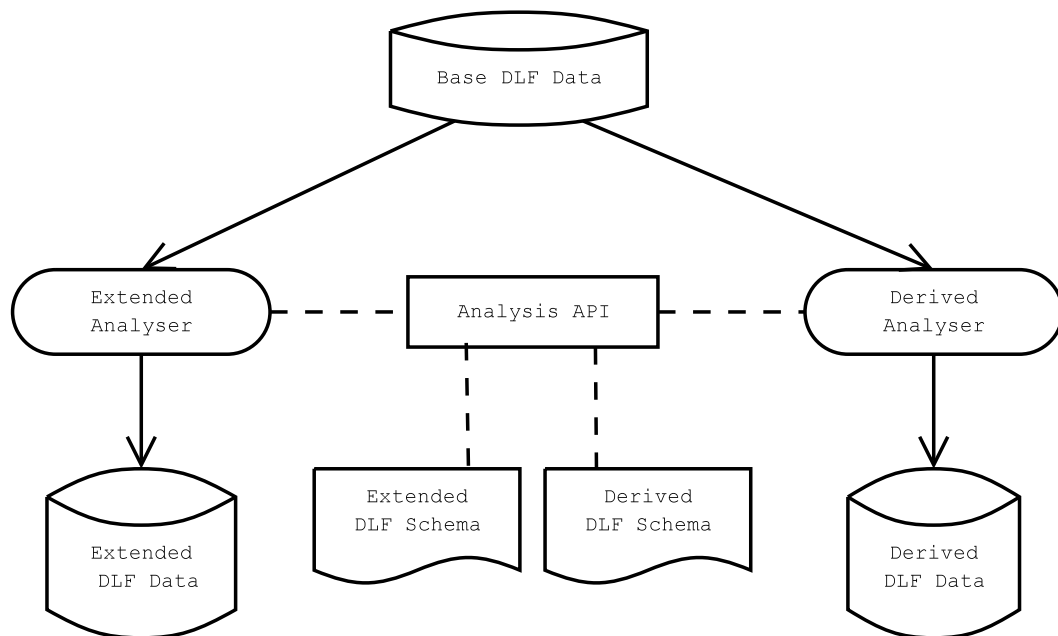 Base DLF Data
Extended
Analyser
Analysis API
Derived
Analyser
Extended
DLF Schema
Derived
DLF Schema
Extended
DLF Data
Derived
DLF Data